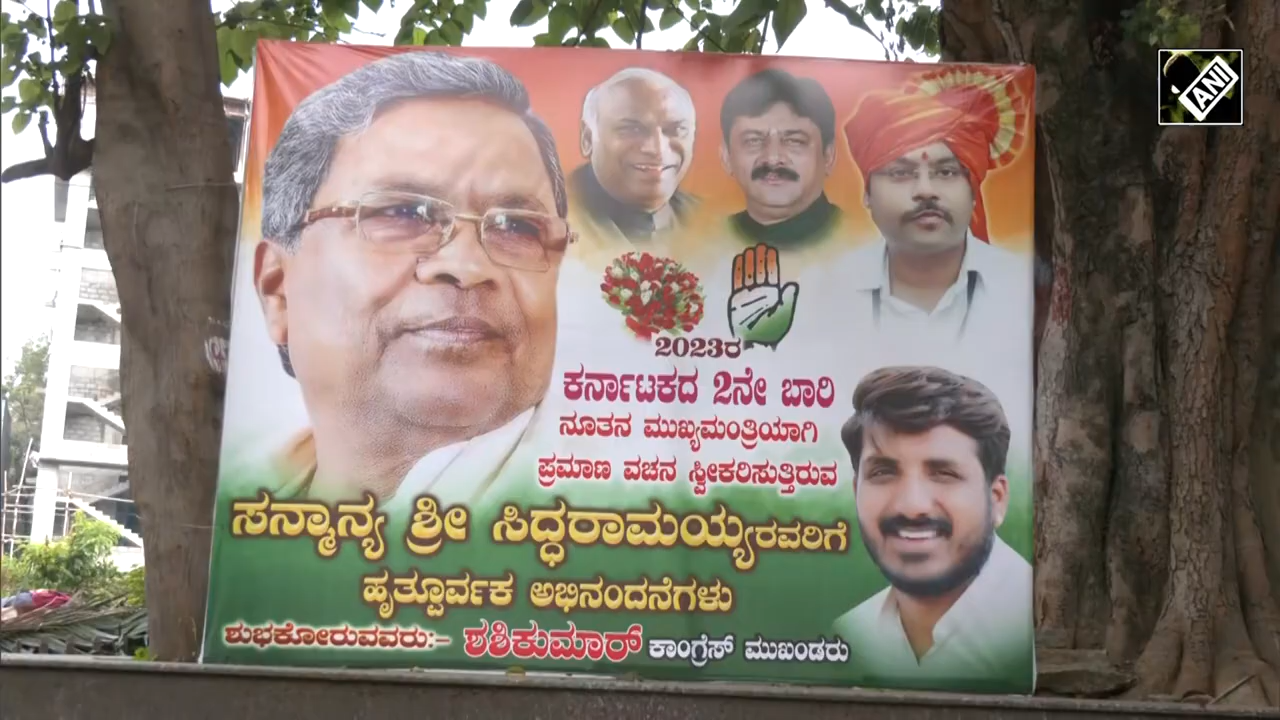 ANI
2023ರ
ಕರ್ನಾಟಕದ 2ನೇ ಬಾರಿ
ನೂತನ ಮುಖ್ಯಮಂತ್ರಿಯಾಗಿ
ಪ್ರಮಾಣ ವಚನ ಸ್ವೀಕರಿಸುತ್ತಿರುವ
ಸನ್ಮಾನ್ಯ ಶ್ರೀ ಸಿದ್ಧರಾಮಯ್ಯರವರಿಗೆ
ಹೃತ್ಪೂರ್ವಕ ಅಭಿನಂದನೆಗಳು
ಶುಭಕೋರುವವರು:- ಶಶಿಕುಮಾರ್ ಕಾಂಗ್ರೆಸ್ ಮುಖಂಡರು